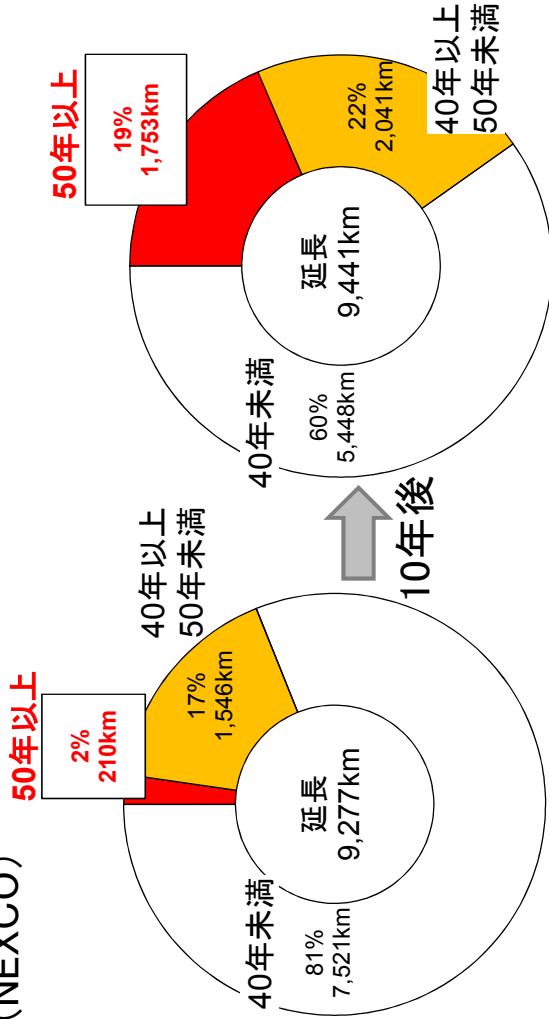 (NEXCO)
50年以上
2%
210km
40年以上
50年未満
17%
1,546km
延長
9,277km
40年未満
81%
7,521km
10年後
50年以上
19%
1,753km
22%
2,041km
40年以上
50年未満
延長
9,441km
40年未満
60%
5,448km